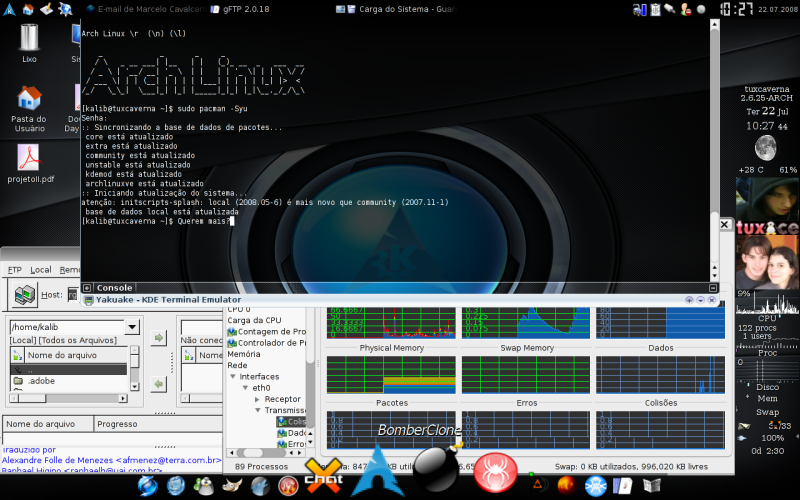 E-mail de Marcelo Cavalcan
gFTP 2.0.18
Carga do Sistema - Gua
10:27
22.07.2008
Arch Linux \r (\n) (\l)
Arch Linux
[kalib@tuxcaverna ~]$ sudo pacman -Syu
Senha:
:: Sincronizando a base de dados de pacotes...
core está atualizado
extra está atualizado
community está atualizado
unstable está atualizado
kdemod está atualizado
archlinuxve está atualizado
:: Iniciando atualização do sistema...
atenção: initscripts-splash: local (2008.05-6) é mais novo que community (2007.11-1)
base de dados local está atualizada
[kalib@tuxcaverna ~]$ Querem mais?
Console
Yakuake - KDE Terminal Emulator
Lixo
Sis
Pasta do
Usuário
Do
Day
projetoII.pdf
tuxcaverna
2.6.25-ARCH
Ter 22 Jul
10:27 44
+28 C 61%
9%
CPU
122 procs
1 users
Proc
0
Disco
Mem
Swap
100%
0d 2:30
FTP Local Remo
Host:
/home/kalib
[Local] [Todos os Arquivos]
Nome do arquivo
..
.adobe
Não conec
Nome
Nome do arquivo
Progresso
Traduzido por
Alexandre Folle de Menezes <afmenez@terra.com.br>
Raphael Higino <raphaelh@uai.com.br>
CPU 0
Carga da CPU
Contagem de Pro
Controlador de P
Memória
Rede
Interfaces
eth0
Receptor
Transmisso
Colis
Dado
Erros
Physical Memory
Swap Memory
Dados
Pacotes
Erros
Colisões
89 Processos
Swap: 0 KB utilizados, 996,020 KB livres
BomberClone
X
chat